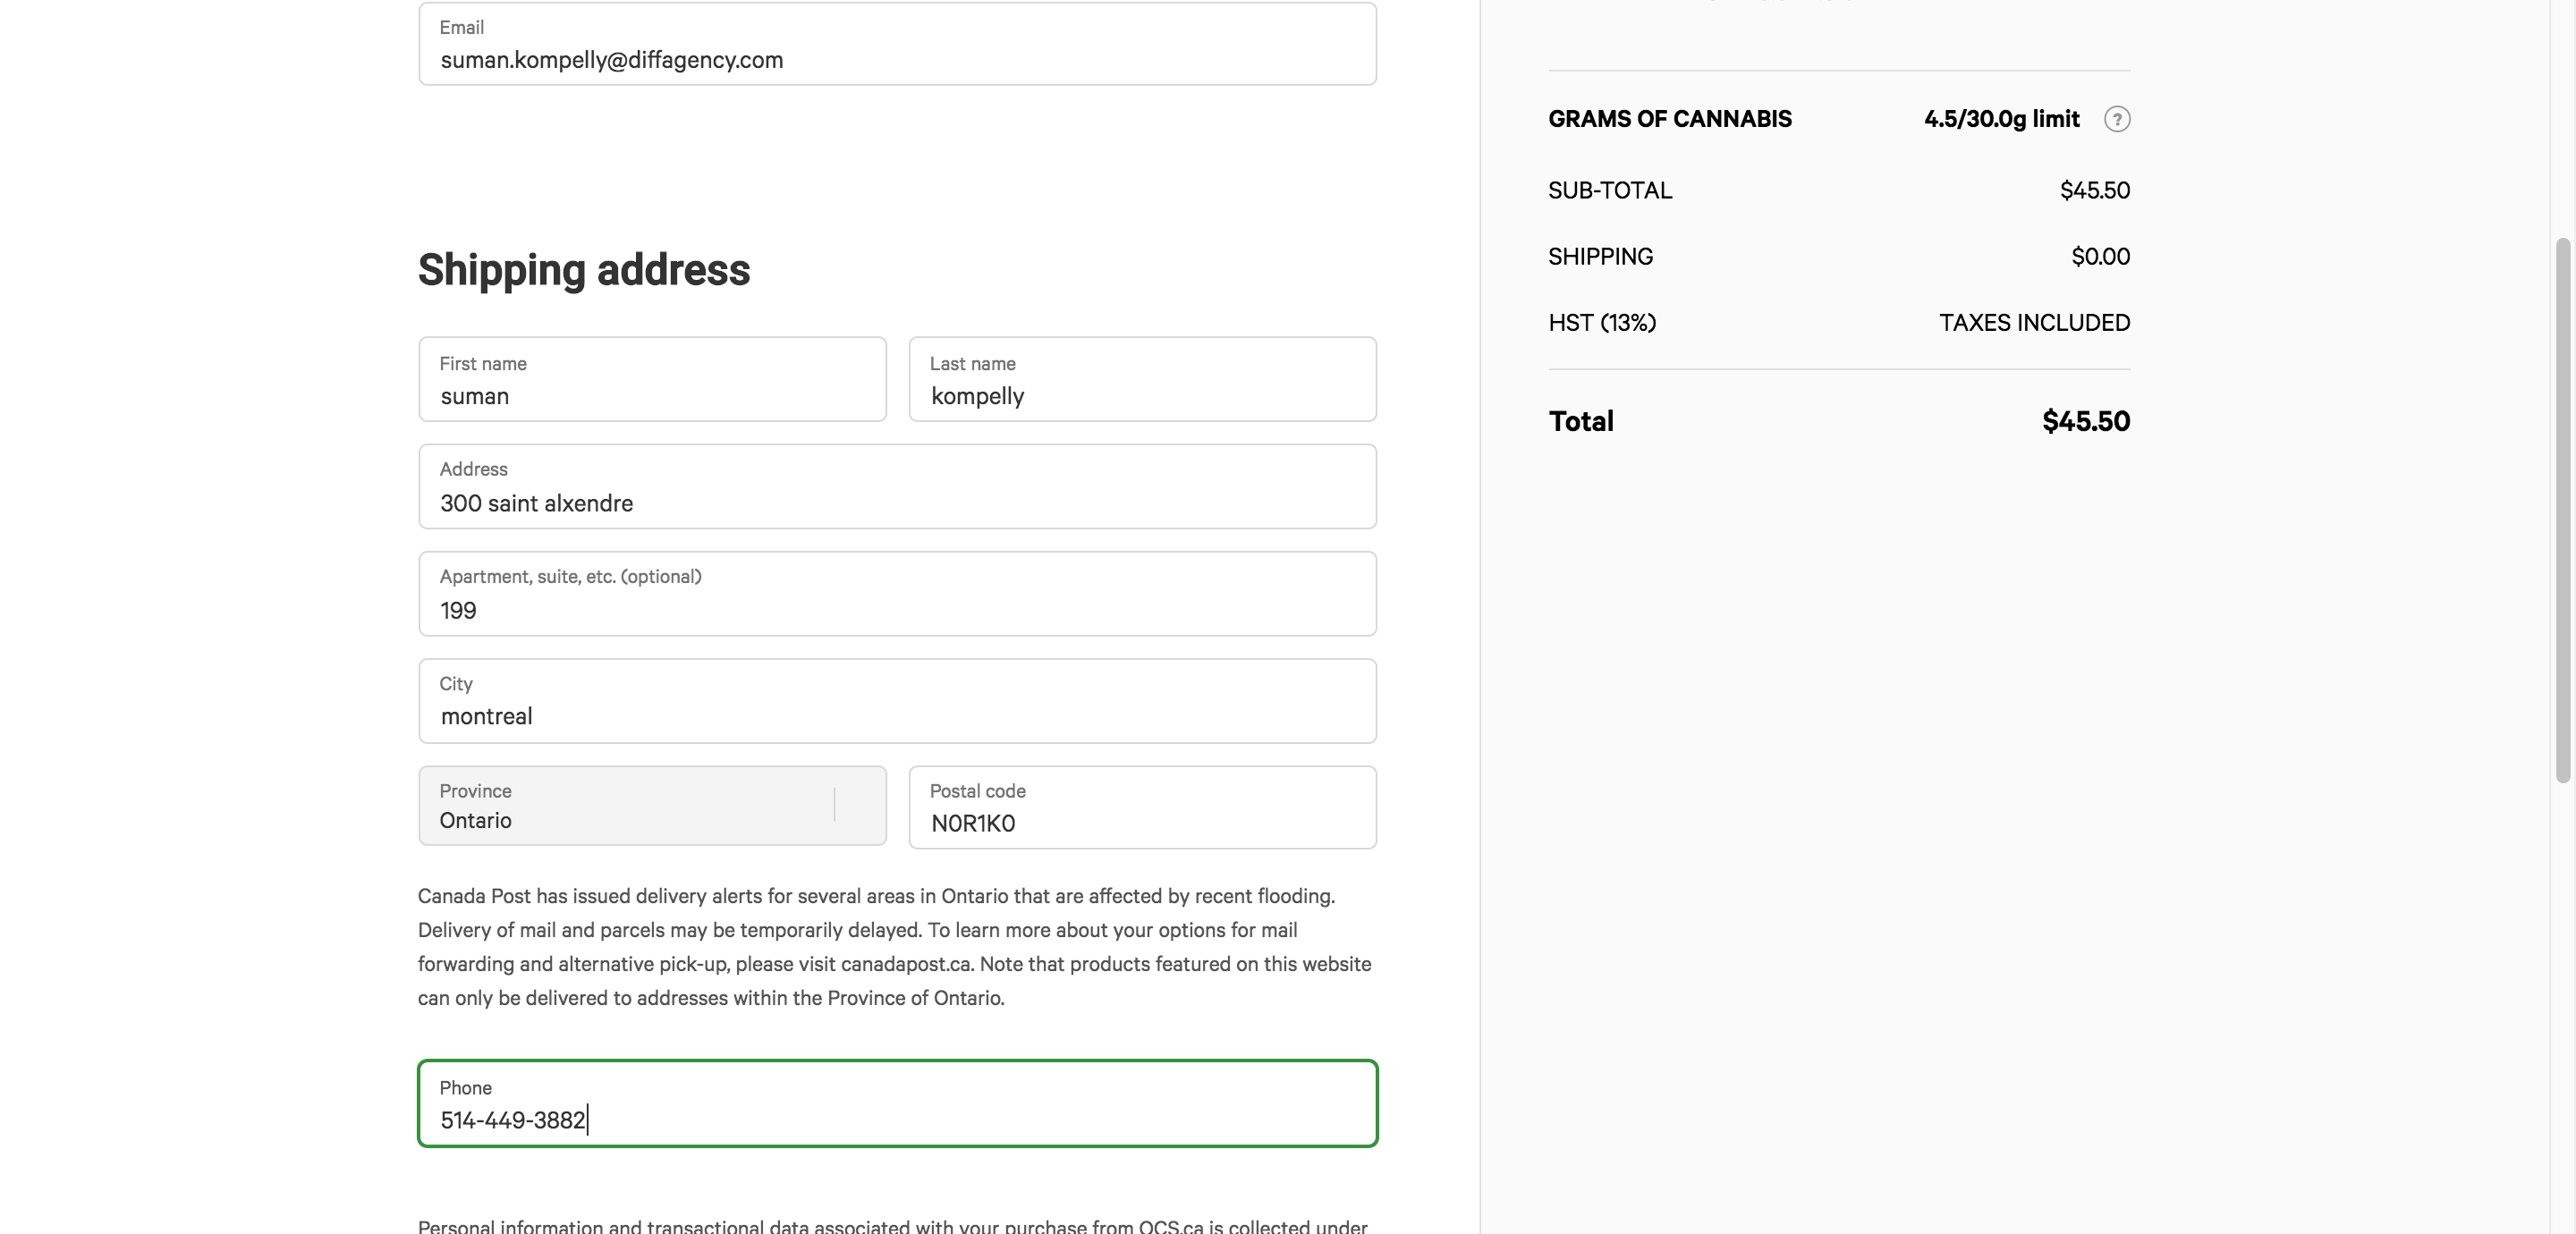 Email
suman.kompelly@diffagency.com
Shipping address
First name
suman
Last name
kompelly
Address
300 saint alxendre
Apartment, suite, etc. (optional)
199
City
montreal
Province
Ontario
Postal code
N0R1K0
Canada Post has issued delivery alerts for several areas in Ontario that are affected by recent flooding.
Delivery of mail and parcels may be temporarily delayed. To learn more about your options for mail
forwarding and alternative pick-up, please visit canadapost.ca. Note that products featured on this website
can only be delivered to addresses within the Province of Ontario.
Phone
514-449-3882
Personal information and transactional data associated with your purchase from OCS.ca is collected under
GRAMS OF CANNABIS 4.5/30.0g limit ?
SUB-TOTAL $45.50
SHIPPING $0.00
HST (13%) TAXES INCLUDED
Total $45.50